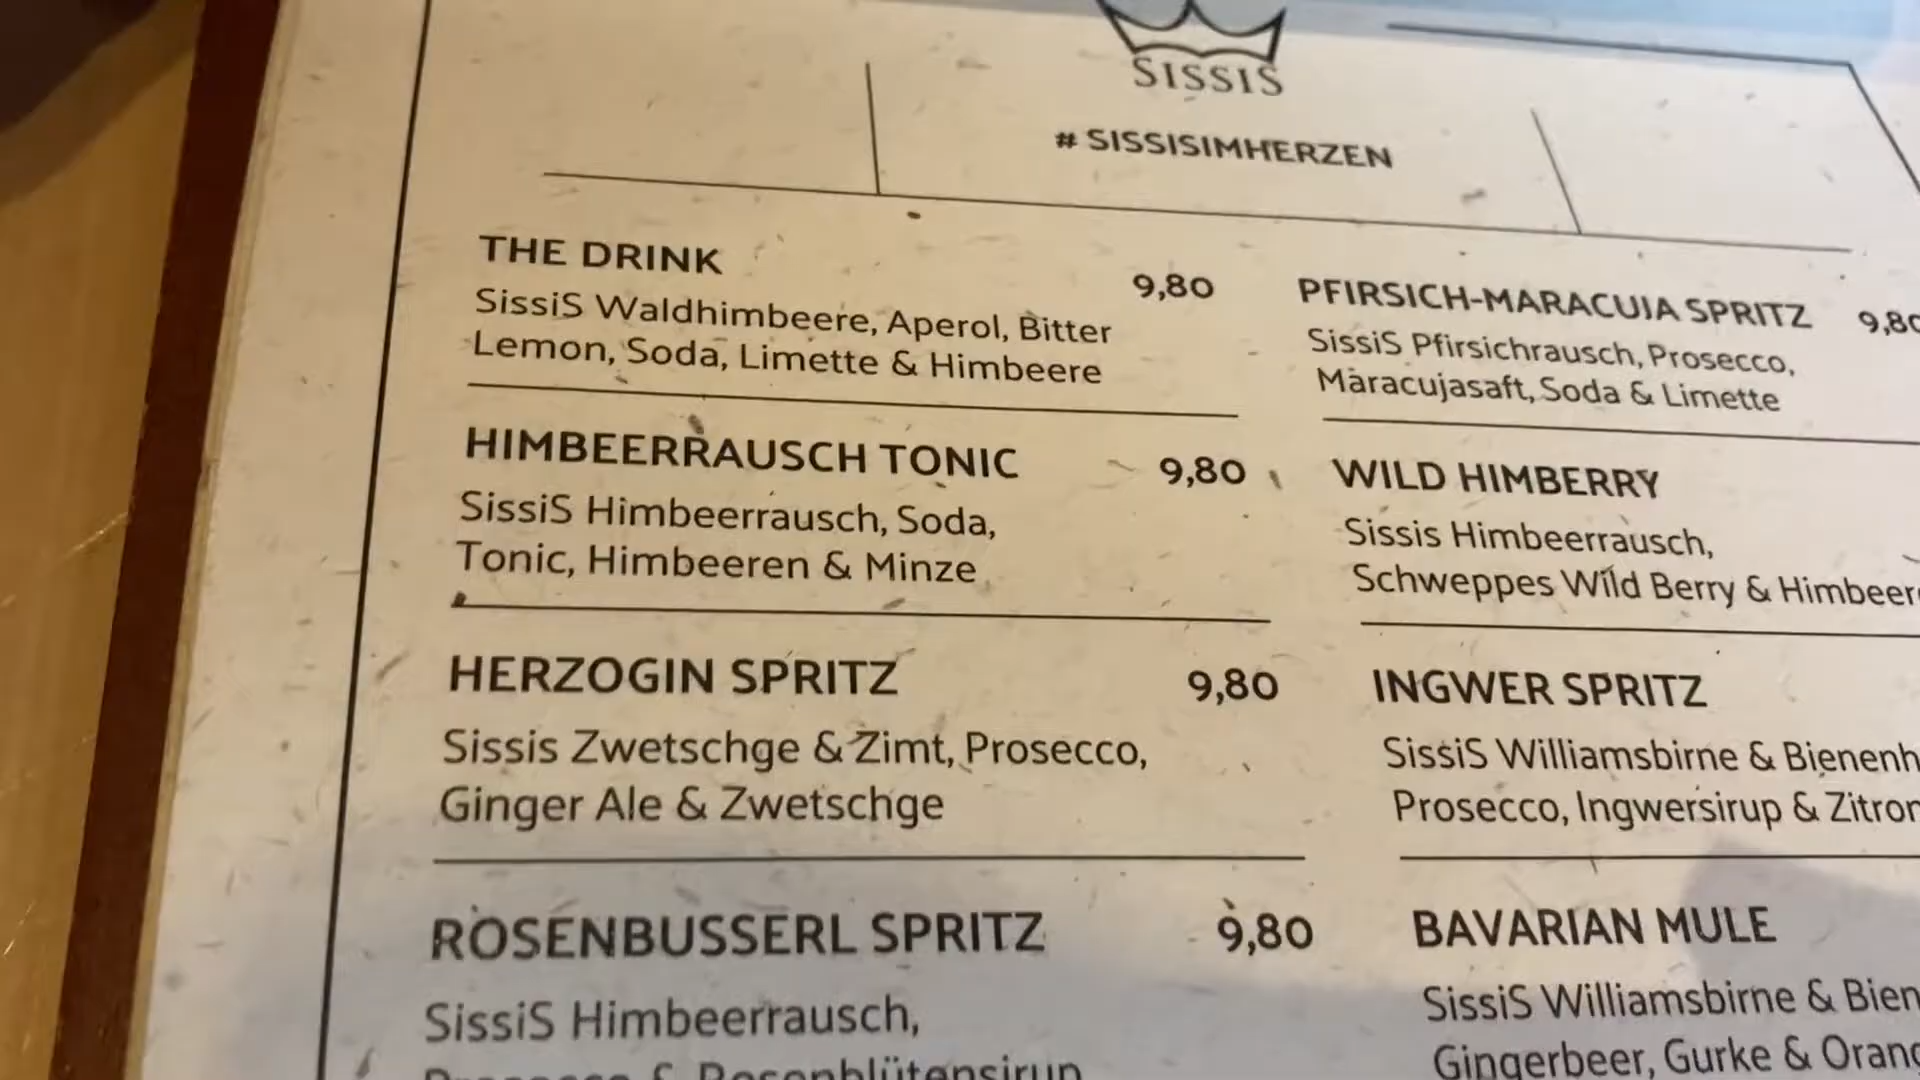 SISSIS
# SISSISIMHERZEN
THE DRINK 9,80
SissiS Waldhimbeere, Aperol, Bitter
Lemon, Soda, Limette & Himbeere
HIMBEERRAUSCH TONIC 9,80
SissiS Himbeerrausch, Soda,
Tonic, Himbeeren & Minze
HERZOGIN SPRITZ 9,80
Sissis Zwetschge & Zimt, Prosecco,
Ginger Ale & Zwetschge
ROSENBUSSERL SPRITZ 9,80
SissiS Himbeerrausch,
Prosecco & Rosenblütensirup
PFIRSICH-MARACUJA SPRITZ
SissiS Pfirsichrausch, Prosecco,
Maracujasaft, Soda & Limette
WILD HIMBERRY
Sissis Himbeerrausch,
Schweppes Wild Berry &
INGWER SPRITZ
SissiS Williamsbirne &
Prosecco, Ingwersirup &
BAVARIAN MULE
SissiS Williamsbirne &
Gingerbeer, Gurke &